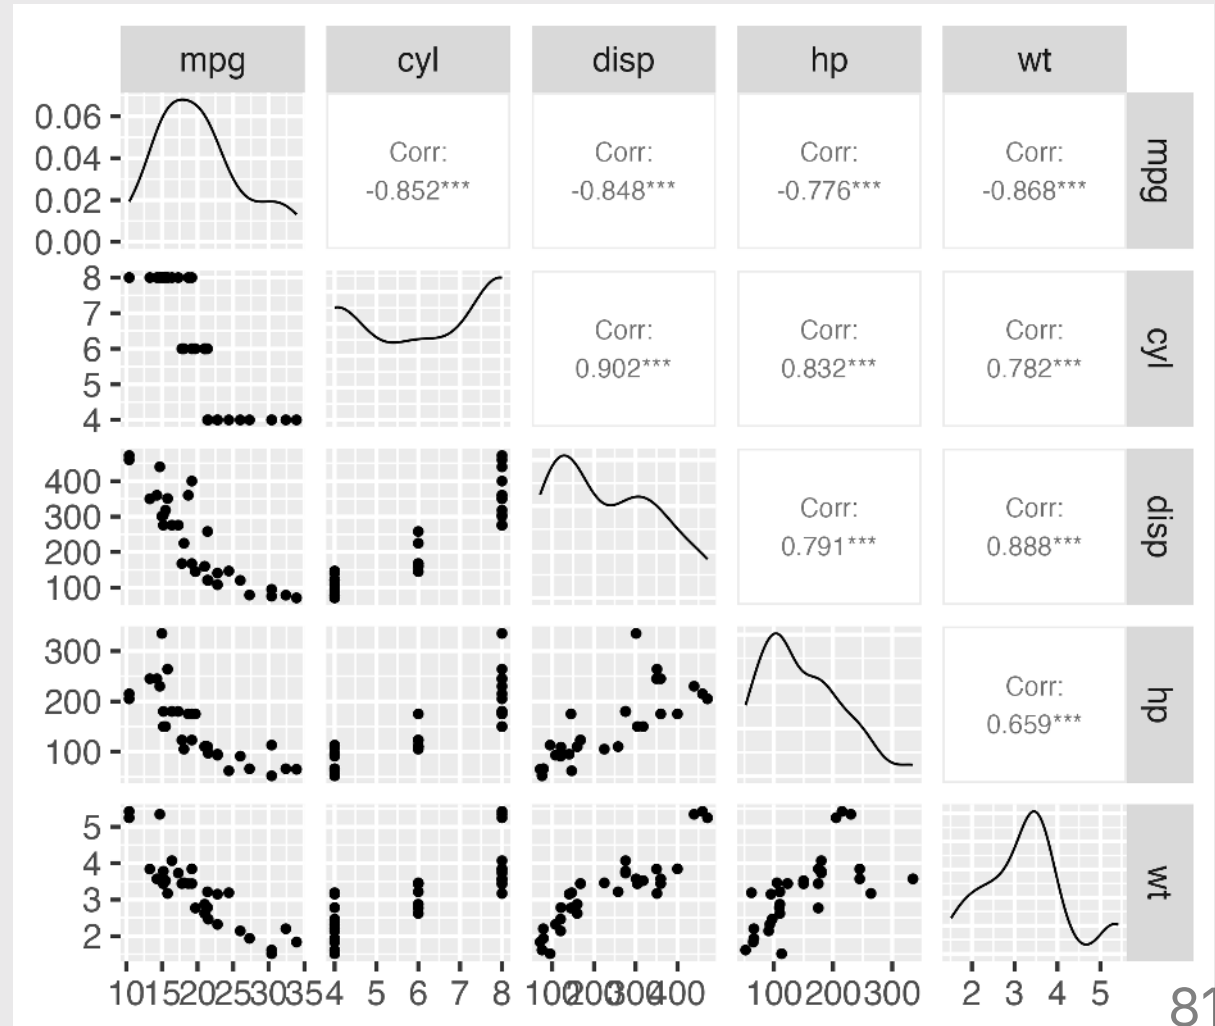 mpg cyl disp hp wt
0.06
0.04
0.02
0.00
Corr: Corr: Corr: Corr:
-0.852*** -0.848*** -0.776*** -0.868***
mpg
8
7
6
5
4
Corr: Corr: Corr:
0.902*** 0.832*** 0.782***
cyl
400
300
200
100
Corr: Corr:
0.791*** 0.888***
disp
300
200
100
Corr:
0.659***
hp
5
4
3
2
wt
10 15 20 25 30 35 4 5 6 7 8 100 200 300 400 100 200 300 2 3 4 5
81